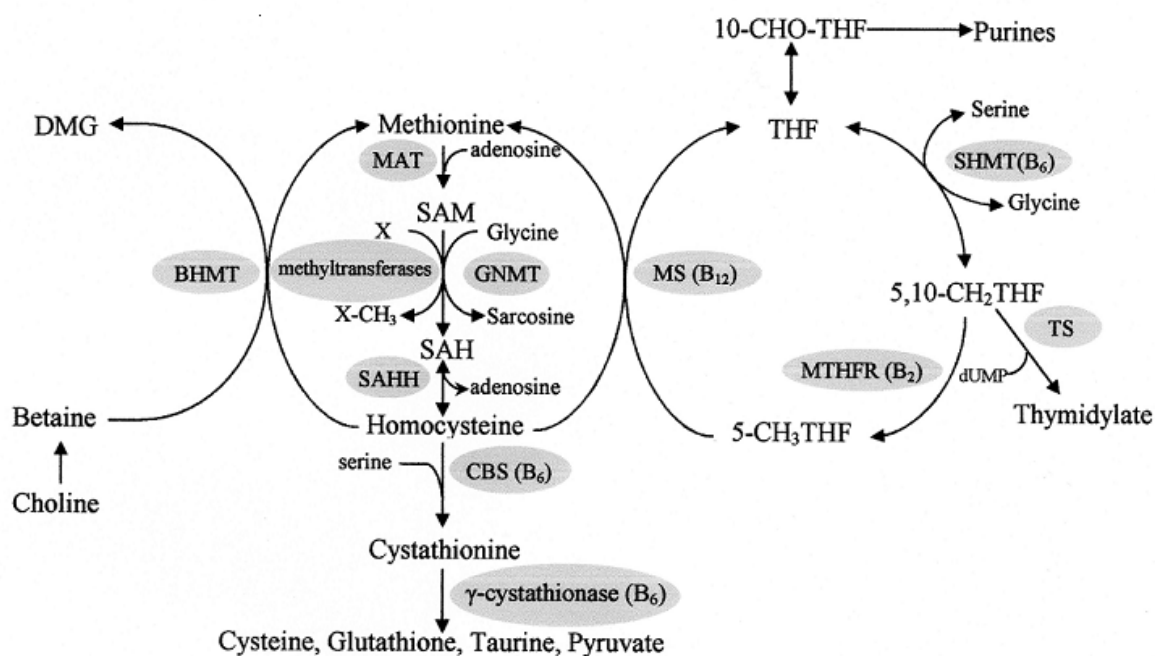 10-CHO-THF Purines
DMG Methionine THF Serine
MAT adenosine SHMT(B₆)
SAM Glycine
X Glycine
BHMT methyltransferases GNMT MS (B₁₂)
5,10-CH₂THF
X-CH₃ Sarcosine TS
SAH
SAHH adenosine MTHFR (B₂) dUMP
Betaine Homocysteine 5-CH₃THF Thymidylate
serine CBS (B₆)
Choline
Cystathionine
γ-cystathionase (B₆)
Cysteine, Glutathione, Taurine, Pyruvate